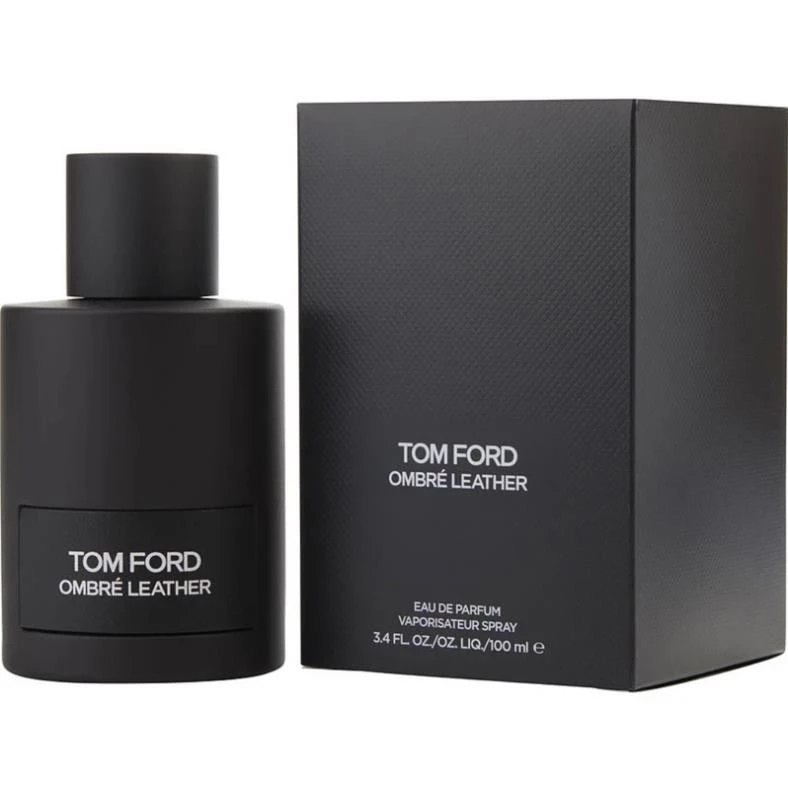 TOM FORD
OMBRÉ LEATHER
TOM FORD
OMBRÉ LEATHER
EAU DE PARFUM
VAPORISATEUR SPRAY
3.4 FL. OZ./OZ. LIQ./100 ml ℮